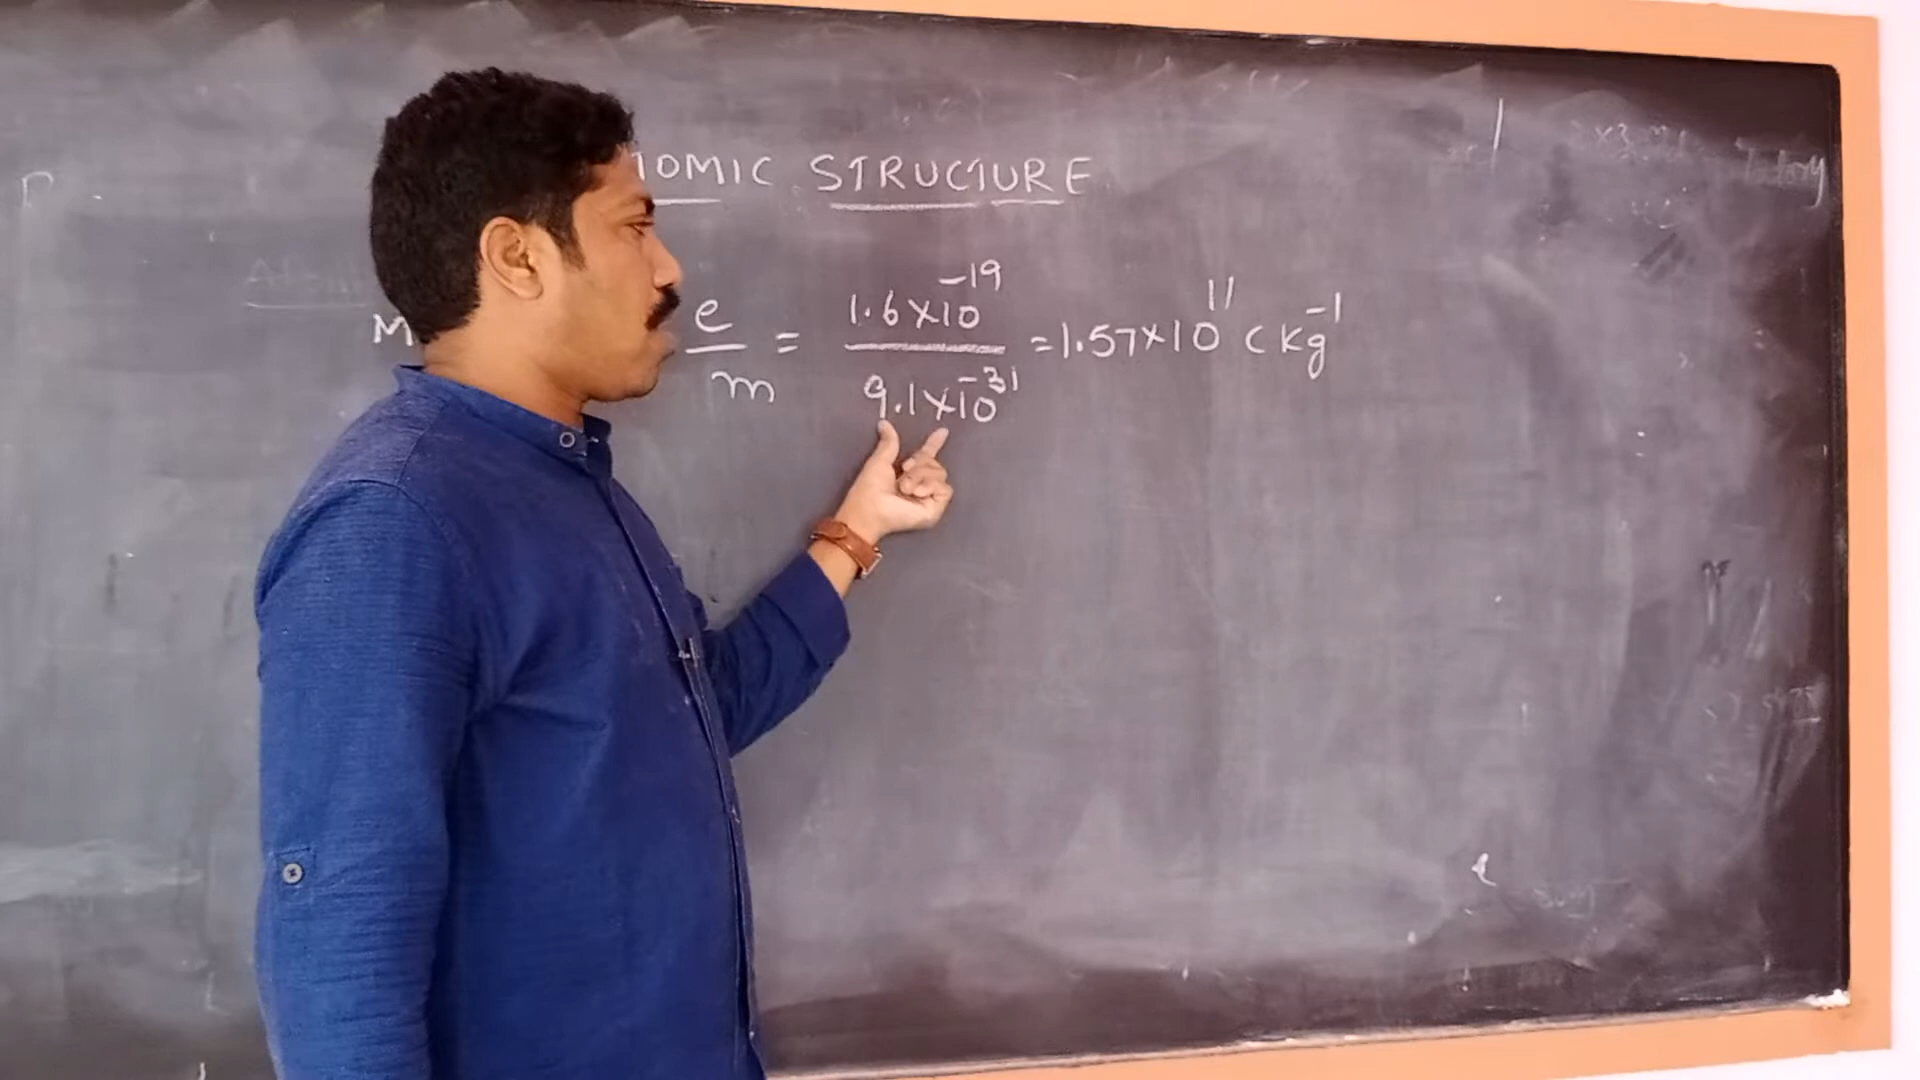 TOMIC STRUCTURE
M e/m = 1.6×10⁻¹⁹/9.1×10⁻³¹ = 1.57×10¹¹ C Kg⁻¹
e